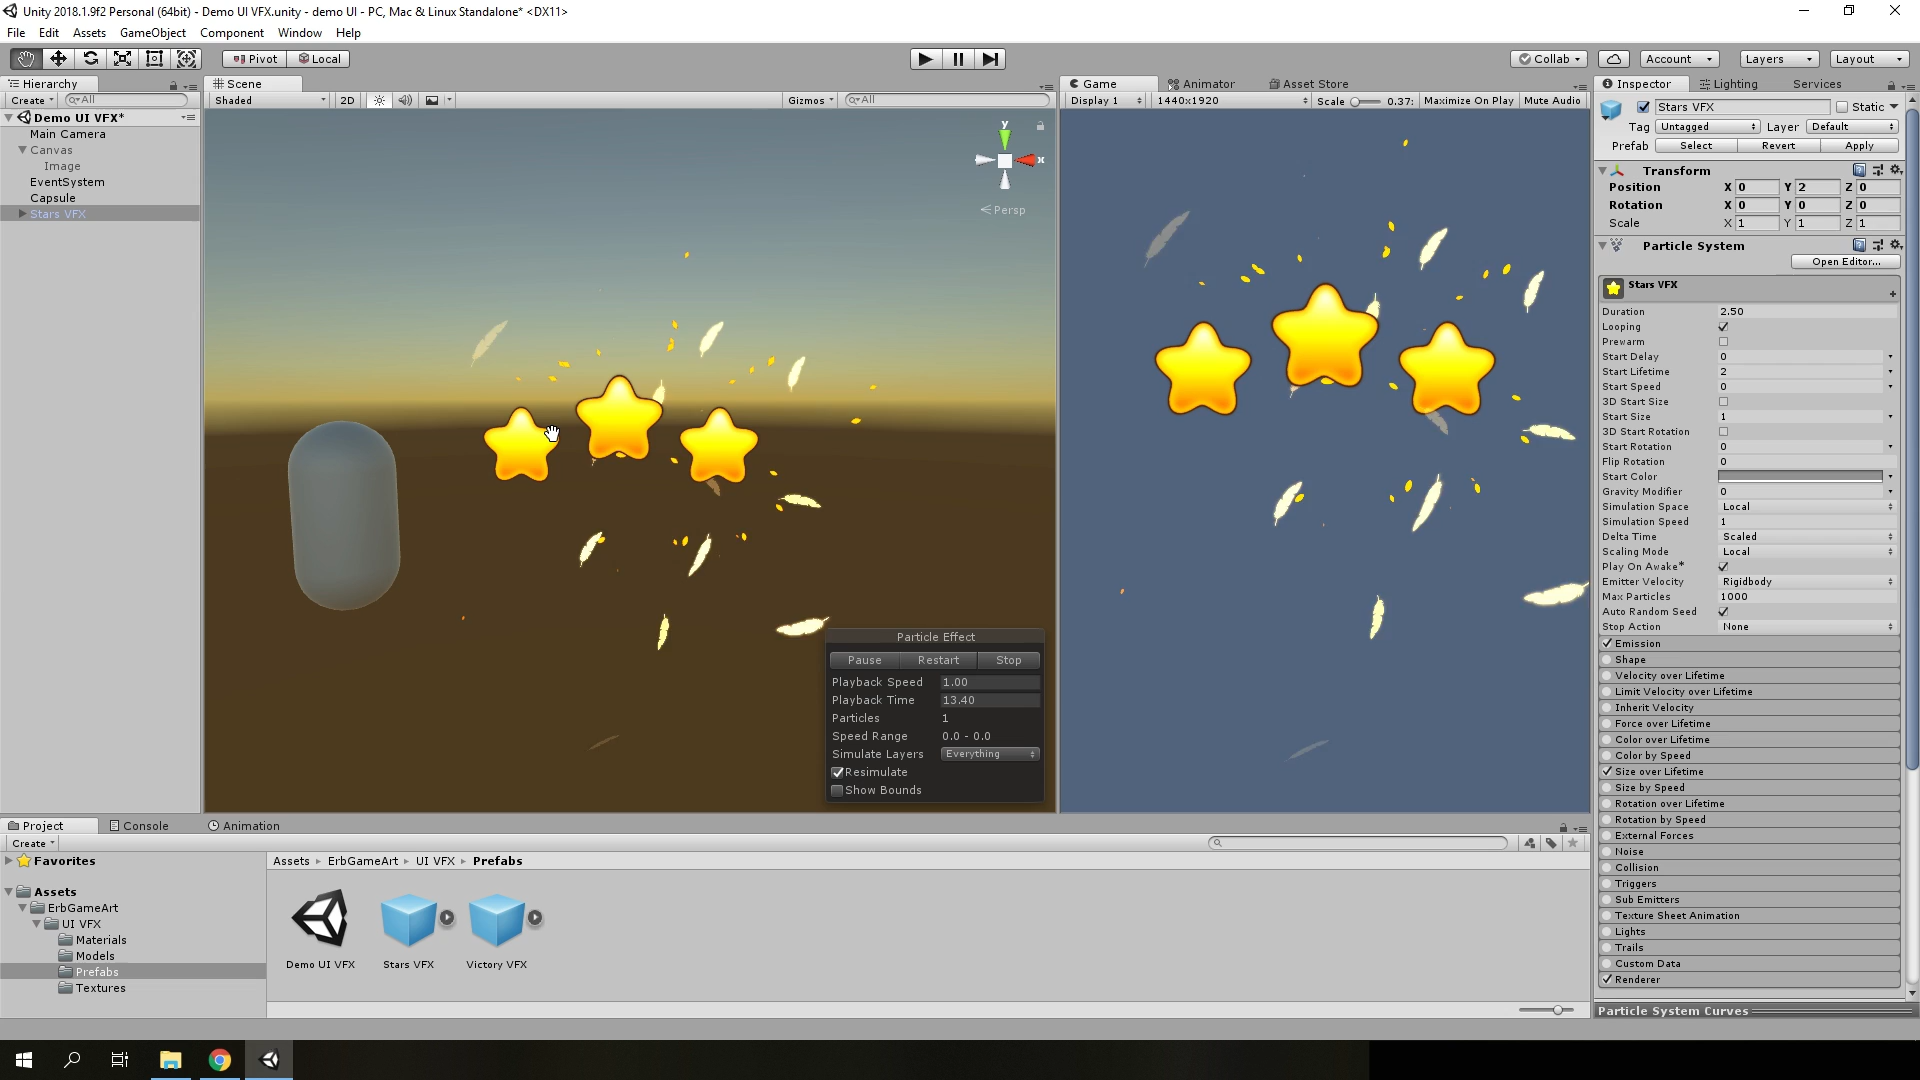 Unity 2018.1.9f2 Personal (64bit) - Demo UI VFX.unity - demo UI - PC, Mac & Linux Standalone* <DX11>
File Edit Assets GameObject Component Window Help
Pivot Local
Collab Account Layers Layout
Hierarchy
Create All
Demo UI VFX*
Main Camera
Canvas
Image
EventSystem
Capsule
Stars VFX
Scene
Shaded 2D Gizmos All
y
x
Persp
Particle Effect
Pause Restart Stop
Playback Speed 1.00
Playback Time 13.40
Particles 1
Speed Range 0.0 - 0.0
Simulate Layers Everything
Resimulate
Show Bounds
Game Animator Asset Store
Display 1 1440x1920 Scale 0.37: Maximize On Play Mute Audio
Inspector Lighting Services
Stars VFX Static
Tag Untagged Layer Default
Prefab Select Revert Apply
Transform
Position X 0 Y 2 Z 0
Rotation X 0 Y 0 Z 0
Scale X 1 Y 1 Z 1
Particle System
Open Editor...
Stars VFX
Duration 2.50
Looping
Prewarm
Start Delay 0
Start Lifetime 2
Start Speed 0
3D Start Size
Start Size 1
3D Start Rotation
Start Rotation 0
Flip Rotation 0
Start Color
Gravity Modifier 0
Simulation Space Local
Simulation Speed 1
Delta Time Scaled
Scaling Mode Local
Play On Awake*
Emitter Velocity Rigidbody
Max Particles 1000
Auto Random Seed
Stop Action None
Emission
Shape
Velocity over Lifetime
Limit Velocity over Lifetime
Inherit Velocity
Force over Lifetime
Color over Lifetime
Color by Speed
Size over Lifetime
Size by Speed
Rotation over Lifetime
Rotation by Speed
External Forces
Noise
Collision
Triggers
Sub Emitters
Texture Sheet Animation
Lights
Trails
Custom Data
Renderer
Particle System Curves
Project Console Animation
Create
Favorites
Assets
ErbGameArt
UI VFX
Materials
Models
Prefabs
Textures
Assets ErbGameArt UI VFX Prefabs
Demo UI VFX Stars VFX Victory VFX